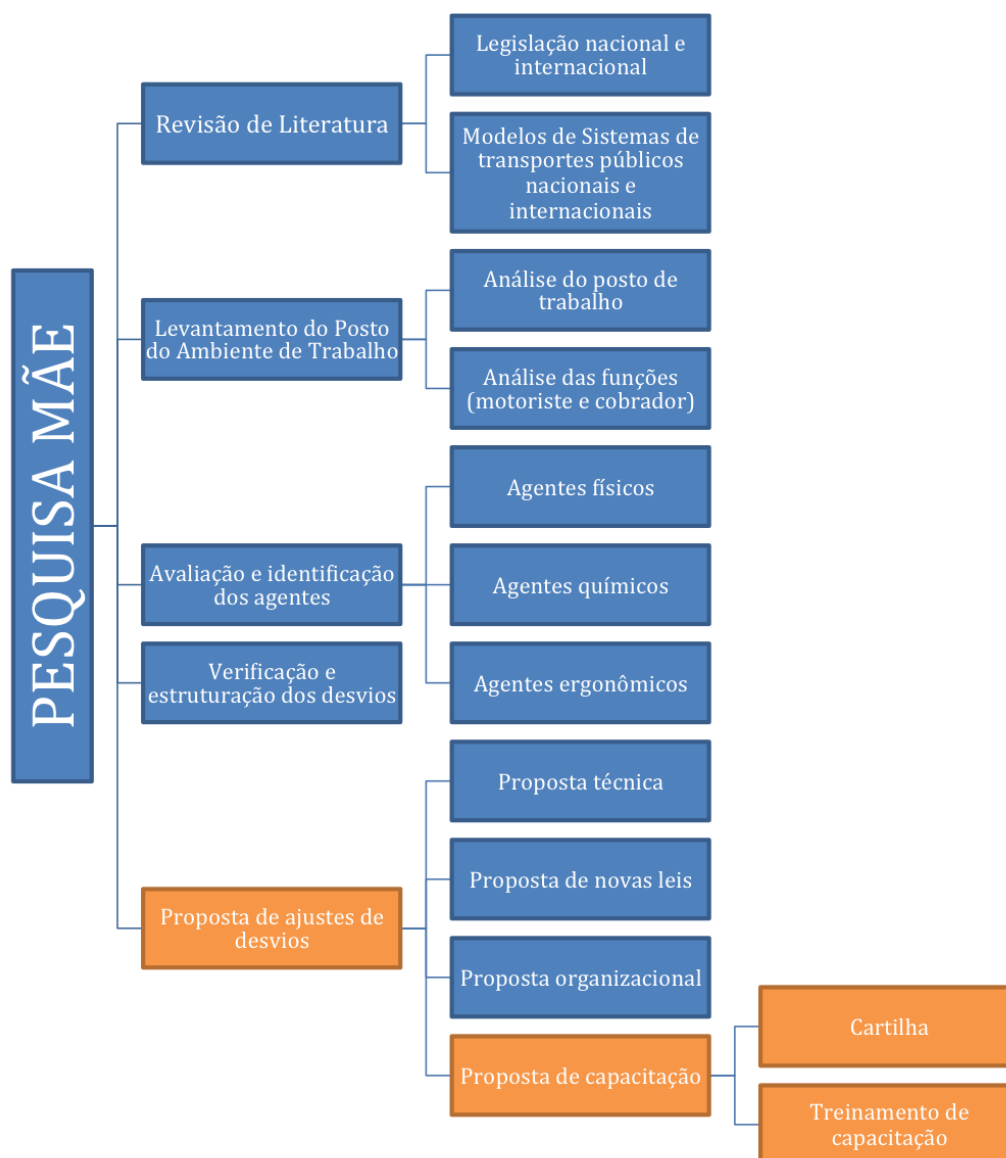 PESQUISA MÃE
Revisão de Literatura
Legislação nacional e
internacional
Modelos de Sistemas de
transportes públicos
nacionais e
internacionais
Levantamento do Posto
do Ambiente de Trabalho
Análise do posto de
trabalho
Análise das funções
(motoriste e cobrador)
Avaliação e identificação
dos agentes
Agentes físicos
Agentes químicos
Agentes ergonômicos
Verificação e
estruturação dos desvios
Proposta de ajustes de
desvios
Proposta técnica
Proposta de novas leis
Proposta organizacional
Proposta de capacitação
Cartilha
Treinamento de
capacitação